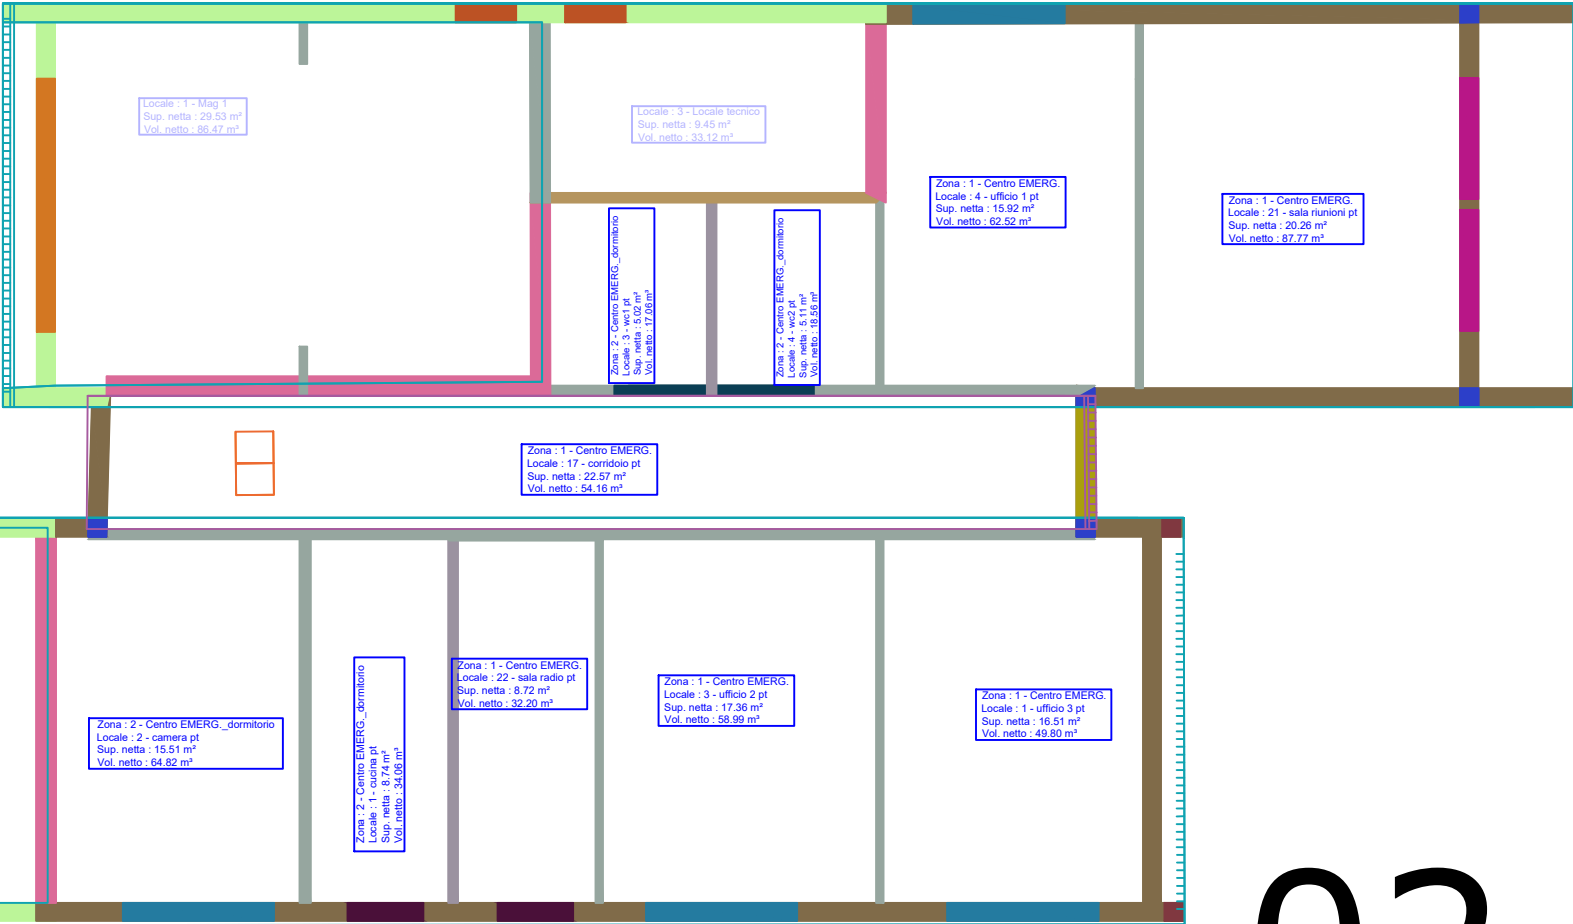 Locale : 1 - Mag 1
Sup. netta : 29.53 m²
Vol. netto : 86.47 m³
Locale : 3 - Locale tecnico
Sup. netta : 9.45 m²
Vol. netto : 33.12 m³
Zona : 1 - Centro EMERG.
Locale : 4 - ufficio 1 pt
Sup. netta : 15.92 m²
Vol. netto : 62.52 m³
Zona : 1 - Centro EMERG.
Locale : 21 - sala riunioni pt
Sup. netta : 20.26 m²
Vol. netto : 87.77 m³
Zona : 2 - Centro EMERG._dormitorio
Locale : 3 - wc1 pt
Sup. netta : 5.02 m²
Vol. netto : 17.06 m³
Zona : 2 - Centro EMERG._dormitorio
Locale : 4 - wc2 pt
Sup. netta : 5.11 m²
Vol. netto : 18.56 m³
Zona : 1 - Centro EMERG.
Locale : 17 - corridoio pt
Sup. netta : 22.57 m²
Vol. netto : 54.16 m³
Zona : 2 - Centro EMERG._dormitorio
Locale : 2 - camera pt
Sup. netta : 15.51 m²
Vol. netto : 64.82 m³
Zona : 2 - Centro EMERG._dormitorio
Locale : 1 - cucina pt
Sup. netta : 8.74 m²
Vol. netto : 34.06 m³
Zona : 1 - Centro EMERG.
Locale : 22 - sala radio pt
Sup. netta : 8.72 m²
Vol. netto : 32.20 m³
Zona : 1 - Centro EMERG.
Locale : 3 - ufficio 2 pt
Sup. netta : 17.36 m²
Vol. netto : 58.99 m³
Zona : 1 - Centro EMERG.
Locale : 1 - ufficio 3 pt
Sup. netta : 16.51 m²
Vol. netto : 49.80 m³